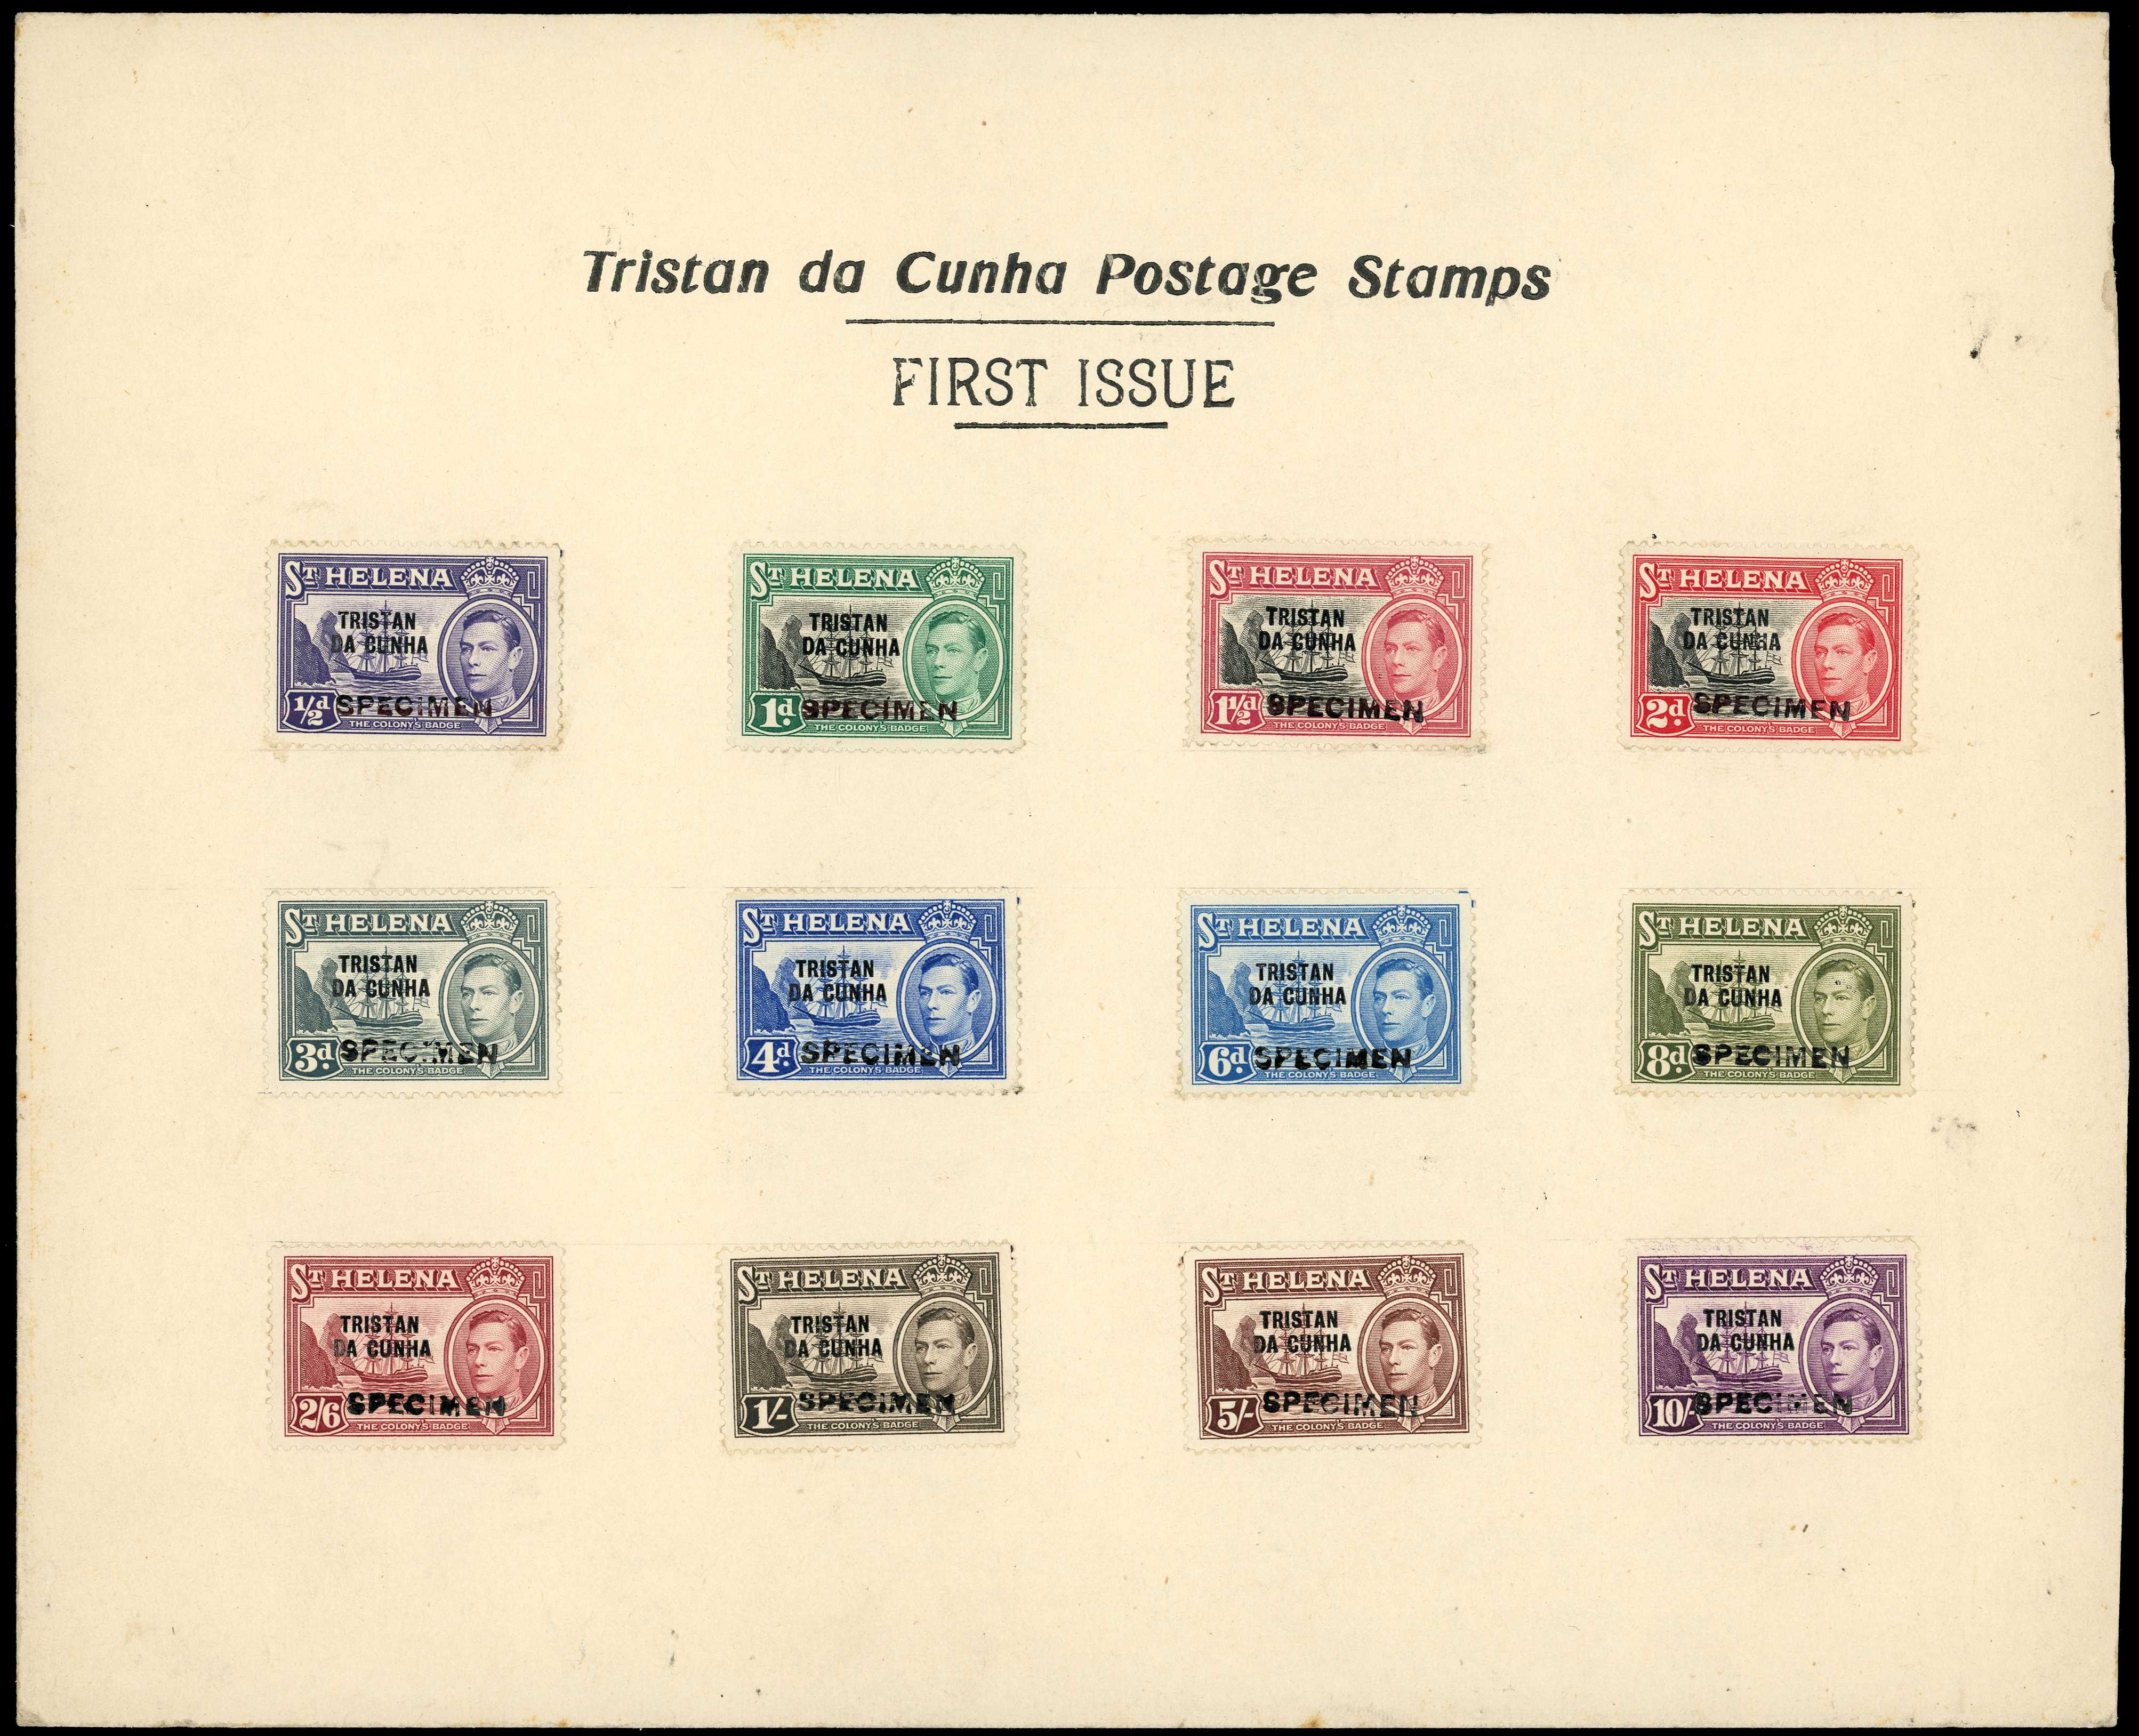 Tristan da Cunha Postage Stamps
FIRST ISSUE
ST HELENA
TRISTAN
DA CUNHA
½d SPECIMEN
THE COLONY'S BADGE
ST HELENA
TRISTAN
DA CUNHA
1d. SPECIMEN
THE COLONY'S BADGE
ST HELENA
TRISTAN
DA CUNHA
1½d SPECIMEN
THE COLONY'S BADGE
ST HELENA
TRISTAN
DA CUNHA
2d. SPECIMEN
THE COLONY'S BADGE
ST HELENA
TRISTAN
DA CUNHA
3d. SPECIMEN
THE COLONY'S BADGE
ST HELENA
TRISTAN
DA CUNHA
4d. SPECIMEN
THE COLONY'S BADGE
ST HELENA
TRISTAN
DA CUNHA
6d. SPECIMEN
THE COLONY'S BADGE
ST HELENA
TRISTAN
DA CUNHA
8d. SPECIMEN
THE COLONY'S BADGE
ST HELENA
TRISTAN
DA CUNHA
2/6 SPECIMEN
THE COLONY'S BADGE
ST HELENA
TRISTAN
DA CUNHA
1/- SPECIMEN
THE COLONY'S BADGE
ST HELENA
TRISTAN
DA CUNHA
5/- SPECIMEN
THE COLONY'S BADGE
ST HELENA
TRISTAN
DA CUNHA
10/- SPECIMEN
THE COLONY'S BADGE